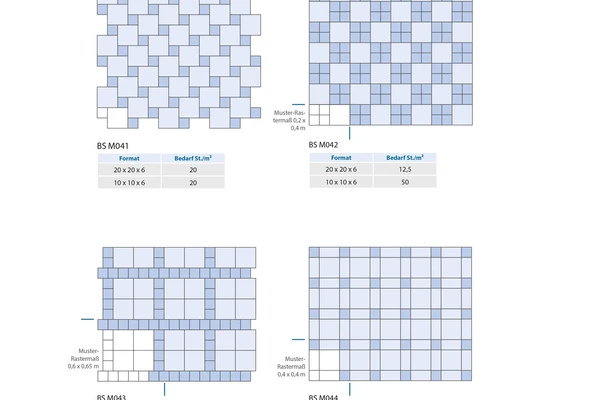 Muster-Ras-
termaß 0,2 x
0,4 m
BS M041
Format Bedarf St./m²
20 x 20 x 6 20
10 x 10 x 6 20
BS M042
Format Bedarf St./m²
20 x 20 x 6 12,5
10 x 10 x 6 50
Muster-
Rastermaß
0,6 x 0,65 m
BS M043
Muster-
Rastermaß
0,4 x 0,4 m
BS M044